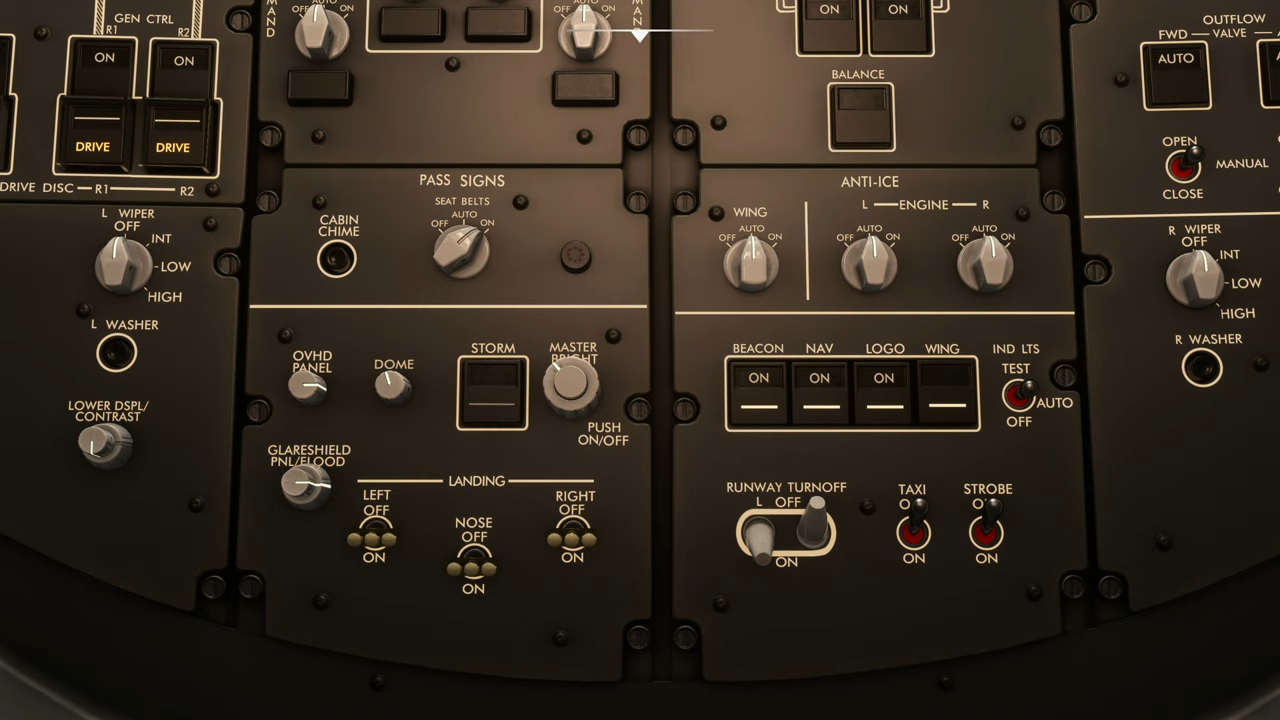 GEN CTRL
R1
R2
ON
ON
DRIVE
DRIVE
DRIVE DISC
R1
R2
OFF
AUTO
ON
OFF
AUTO
ON
MAND
MA
ON
ON
BALANCE
OUTFLOW
VALVE
FWD
AUTO
OPEN
MANUAL
CLOSE
L WIPER
OFF
INT
LOW
HIGH
L WASHER
LOWER DSPL/
CONTRAST
PASS SIGNS
SEAT BELTS
CABIN
CHIME
OFF
AUTO
ON
ANTI-ICE
WING
OFF
AUTO
ON
L ENGINE R
OFF
AUTO
ON
OFF
AUTO
ON
R WIPER
OFF
INT
LOW
HIGH
R WASHER
OVHD
PANEL
DOME
STORM
MASTER
BRIGHT
PUSH
ON/OFF
GLARESHIELD
PNL/FLOOD
LANDING
LEFT
OFF
ON
NOSE
OFF
ON
RIGHT
OFF
ON
BEACON
NAV
LOGO
WING
ON
ON
ON
IND LTS
TEST
AUTO
OFF
RUNWAY TURNOFF
L
OFF
ON
TAXI
ON
STROBE
ON